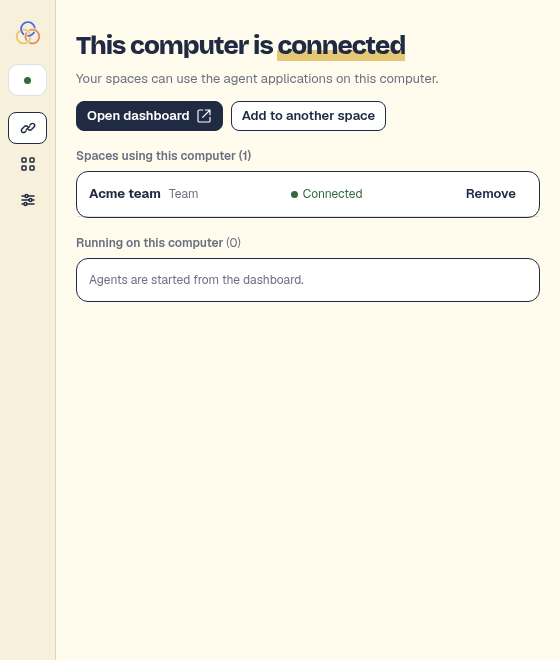 This computer is connected
Your spaces can use the agent applications on this computer.
Open dashboard
Add to another space
Spaces using this computer (1)
Acme team Team Connected Remove
Running on this computer (0)
Agents are started from the dashboard.